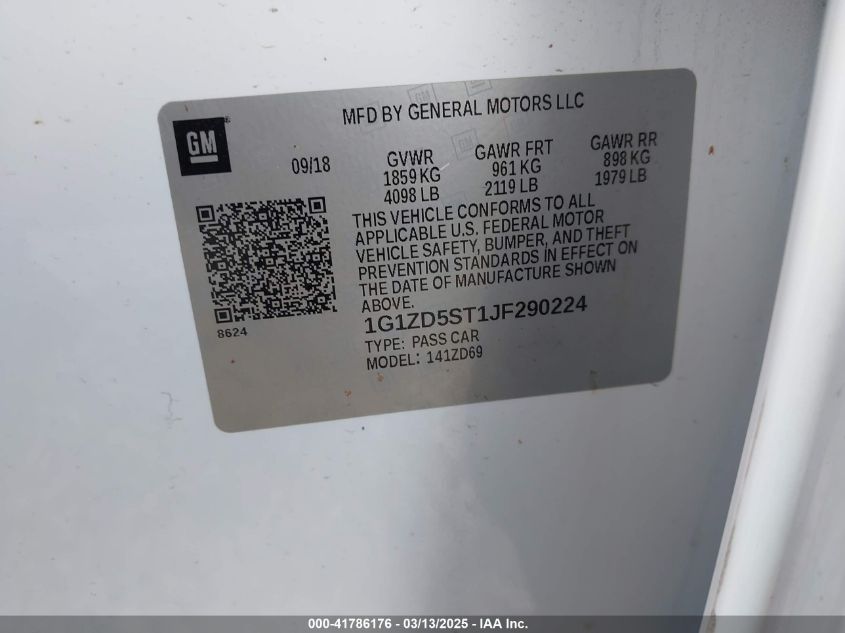 MFD BY GENERAL MOTORS LLC
GM
®
09/18
GVWR
1859 KG
4098 LB
GAWR FRT
961 KG
2119 LB
GAWR RR
898 KG
1979 LB
THIS VEHICLE CONFORMS TO ALL
APPLICABLE U.S. FEDERAL MOTOR
VEHICLE SAFETY, BUMPER, AND THEFT
PREVENTION STANDARDS IN EFFECT ON
THE DATE OF MANUFACTURE SHOWN
ABOVE.
8624
1G1ZD5ST1JF290224
TYPE: PASS CAR
MODEL: 141ZD69
000-41786176 — 03/13/2025 — IAA Inc.